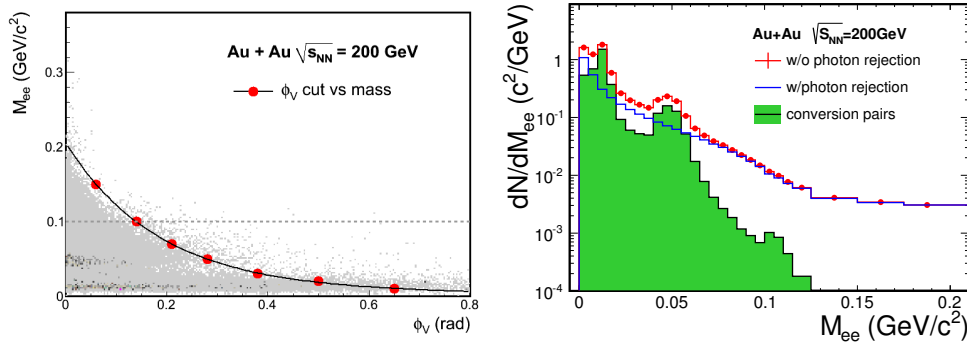 M_ee (GeV/c²)
0.3
0.2
0.1
0
Au + Au √s_NN = 200 GeV
ϕ_V cut vs mass
0 0.2 0.4 0.6 0.8
ϕ_V (rad)
dN/dM_ee (c²/GeV)
1
10⁻¹
10⁻²
10⁻³
10⁻⁴
Au+Au √S_NN=200GeV
w/o photon rejection
w/photon rejection
conversion pairs
0 0.05 0.1 0.15 0.2
M_ee (GeV/c²)